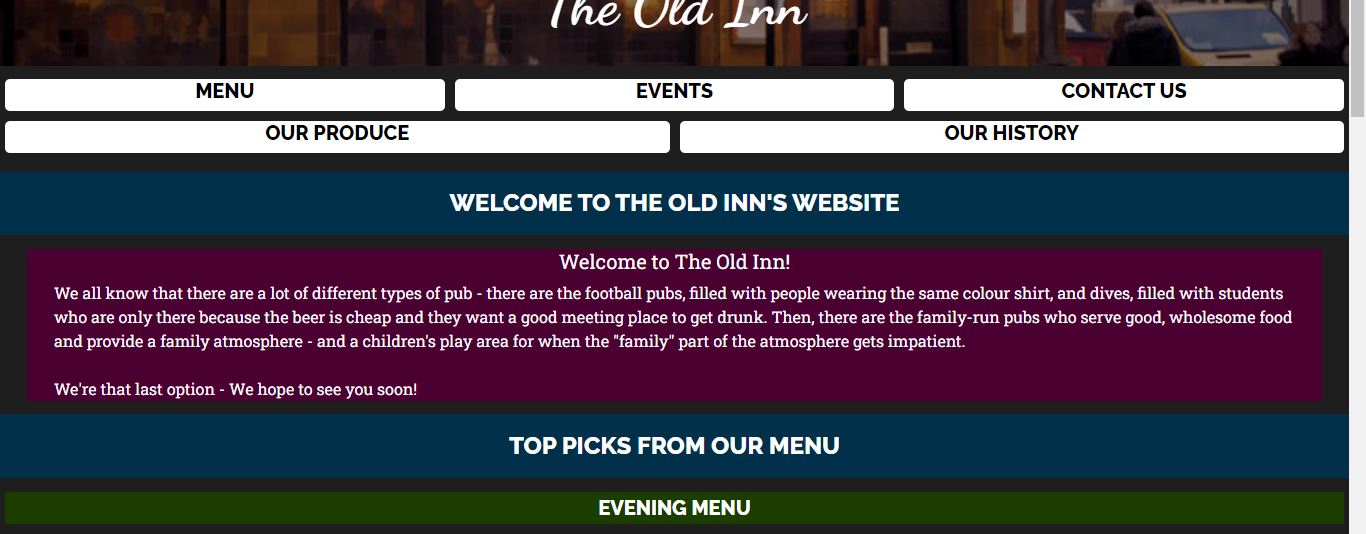 The Old Inn
MENU
EVENTS
CONTACT US
OUR PRODUCE
OUR HISTORY
WELCOME TO THE OLD INN'S WEBSITE
Welcome to The Old Inn!
We all know that there are a lot of different types of pub - there are the football pubs, filled with people wearing the same colour shirt, and dives, filled with students
who are only there because the beer is cheap and they want a good meeting place to get drunk. Then, there are the family-run pubs who serve good, wholesome food
and provide a family atmosphere - and a children's play area for when the "family" part of the atmosphere gets impatient.
We're that last option - We hope to see you soon!
TOP PICKS FROM OUR MENU
EVENING MENU